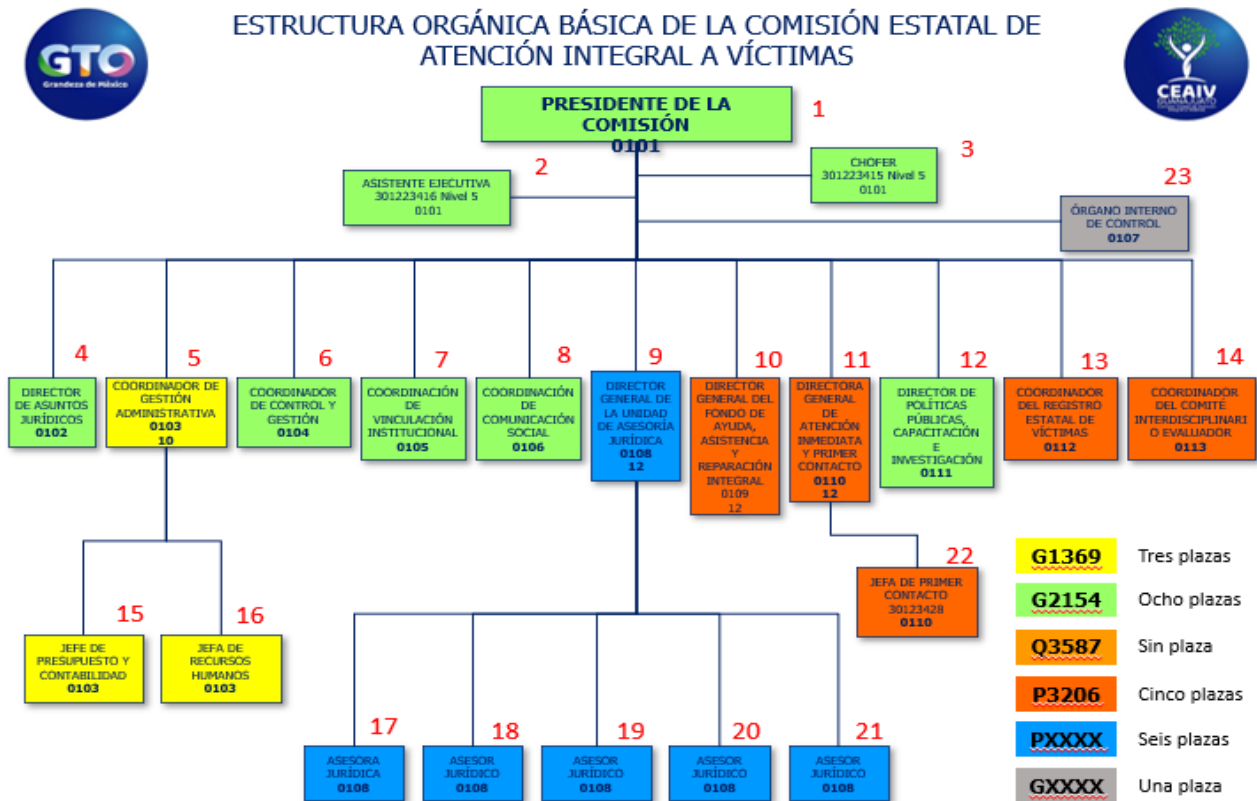 ESTRUCTURA ORGÁNICA BÁSICA DE LA COMISIÓN ESTATAL DE
ATENCIÓN INTEGRAL A VÍCTIMAS
GTO
Grandeza de México
CEAIV
GUANAJUATO
PRESIDENTE DE LA
COMISIÓN
0101
1
2
ASISTENTE EJECUTIVA
301223416 Nivel 5
0101
3
CHOFER
301223415 Nivel 5
0101
23
ÓRGANO INTERNO
DE CONTROL
0107
4
DIRECTOR
DE ASUNTOS
JURÍDICOS
0102
5
COORDINADOR DE
GESTIÓN
ADMINISTRATIVA
0103
10
6
COORDINADOR
DE CONTROL Y
GESTIÓN
0104
7
COORDINACIÓN
DE
VINCULACIÓN
INSTITUCIONAL
0105
8
COORDINACIÓN
DE
COMUNICACIÓN
SOCIAL
0106
9
DIRECTOR
GENERAL DE
LA UNIDAD
DE ASESORÍA
JURÍDICA
0108
12
10
DIRECTOR
GENERAL DEL
FONDO DE
AYUDA,
ASISTENCIA
Y
REPARACIÓN
INTEGRAL
0109
12
11
DIRECTORA
GENERAL
DE
ATENCIÓN
INMEDIATA
Y PRIMER
CONTACTO
0110
12
12
DIRECTOR DE
POLÍTICAS
PÚBLICAS,
CAPACITACIÓN
E
INVESTIGACIÓN
0111
13
COORDINADOR
DEL REGISTRO
ESTATAL DE
VÍCTIMAS
0112
14
COORDINADOR
DEL COMITÉ
INTERDISCIPLINARI
O EVALUADOR
0113
15
JEFE DE
PRESUPUESTO Y
CONTABILIDAD
0103
16
JEFA DE
RECURSOS
HUMANOS
0103
22
JEFA DE PRIMER
CONTACTO
30123428
0110
17
ASESORA
JURÍDICA
0108
18
ASESOR
JURÍDICO
0108
19
ASESOR
JURÍDICO
0108
20
ASESOR
JURÍDICO
0108
21
ASESOR
JURÍDICO
0108
G1369 Tres plazas
G2154 Ocho plazas
Q3587 Sin plaza
P3206 Cinco plazas
PXXXX Seis plazas
GXXXX Una plaza